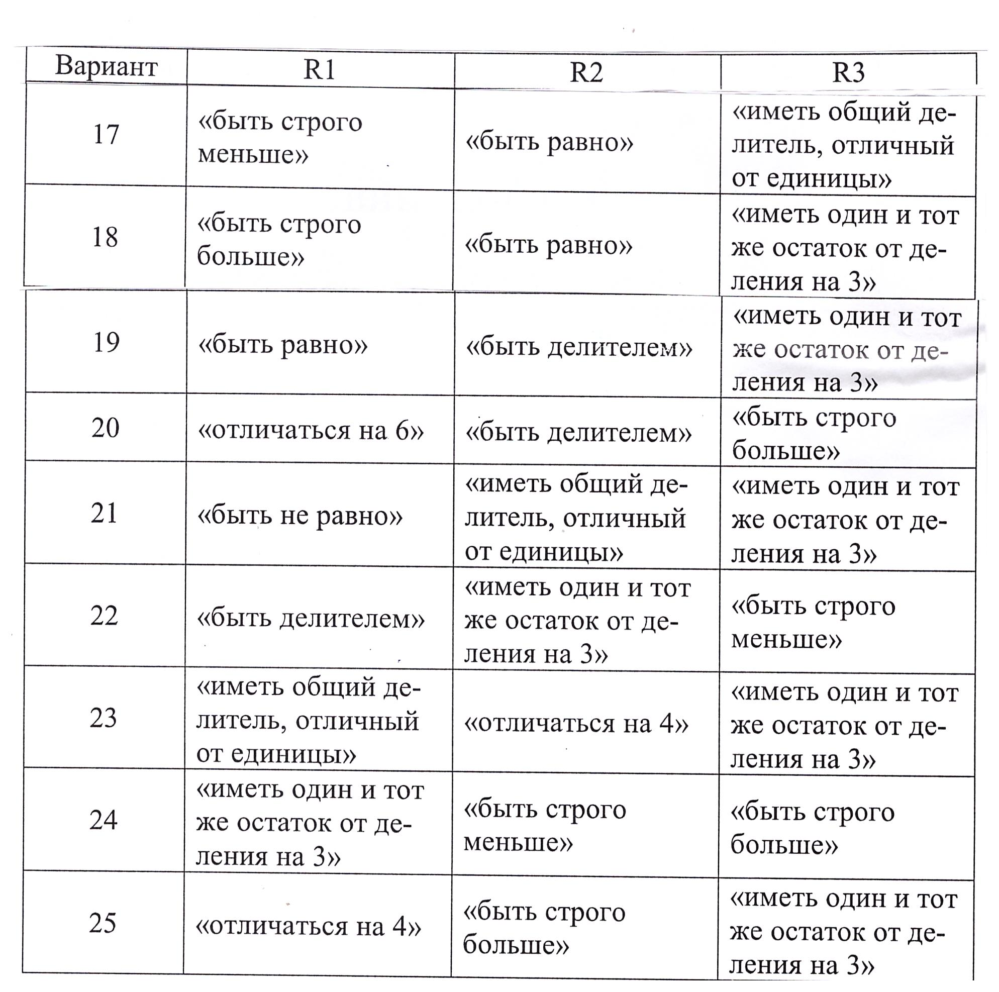 Вариант R1 R2 R3
17
«быть строго
меньше»
«быть равно»
«иметь общий де-
литель, отличный
от единицы»
18
«быть строго
больше»
«быть равно»
«иметь один и тот
же остаток от де-
ления на 3»
19
«быть равно»
«быть делителем»
«иметь один и тот
же остаток от де-
ления на 3»
20
«отличаться на 6»
«быть делителем»
«быть строго
больше»
21
«быть не равно»
«иметь общий де-
литель, отличный
от единицы»
«иметь один и тот
же остаток от де-
ления на 3»
22
«быть делителем»
«иметь один и тот
же остаток от де-
ления на 3»
«быть строго
меньше»
23
«иметь общий де-
литель, отличный
от единицы»
«отличаться на 4»
«иметь один и тот
же остаток от де-
ления на 3»
24
«иметь один и тот
же остаток от де-
ления на 3»
«быть строго
меньше»
«быть строго
больше»
25
«отличаться на 4»
«быть строго
больше»
«иметь один и тот
же остаток от де-
ления на 3»